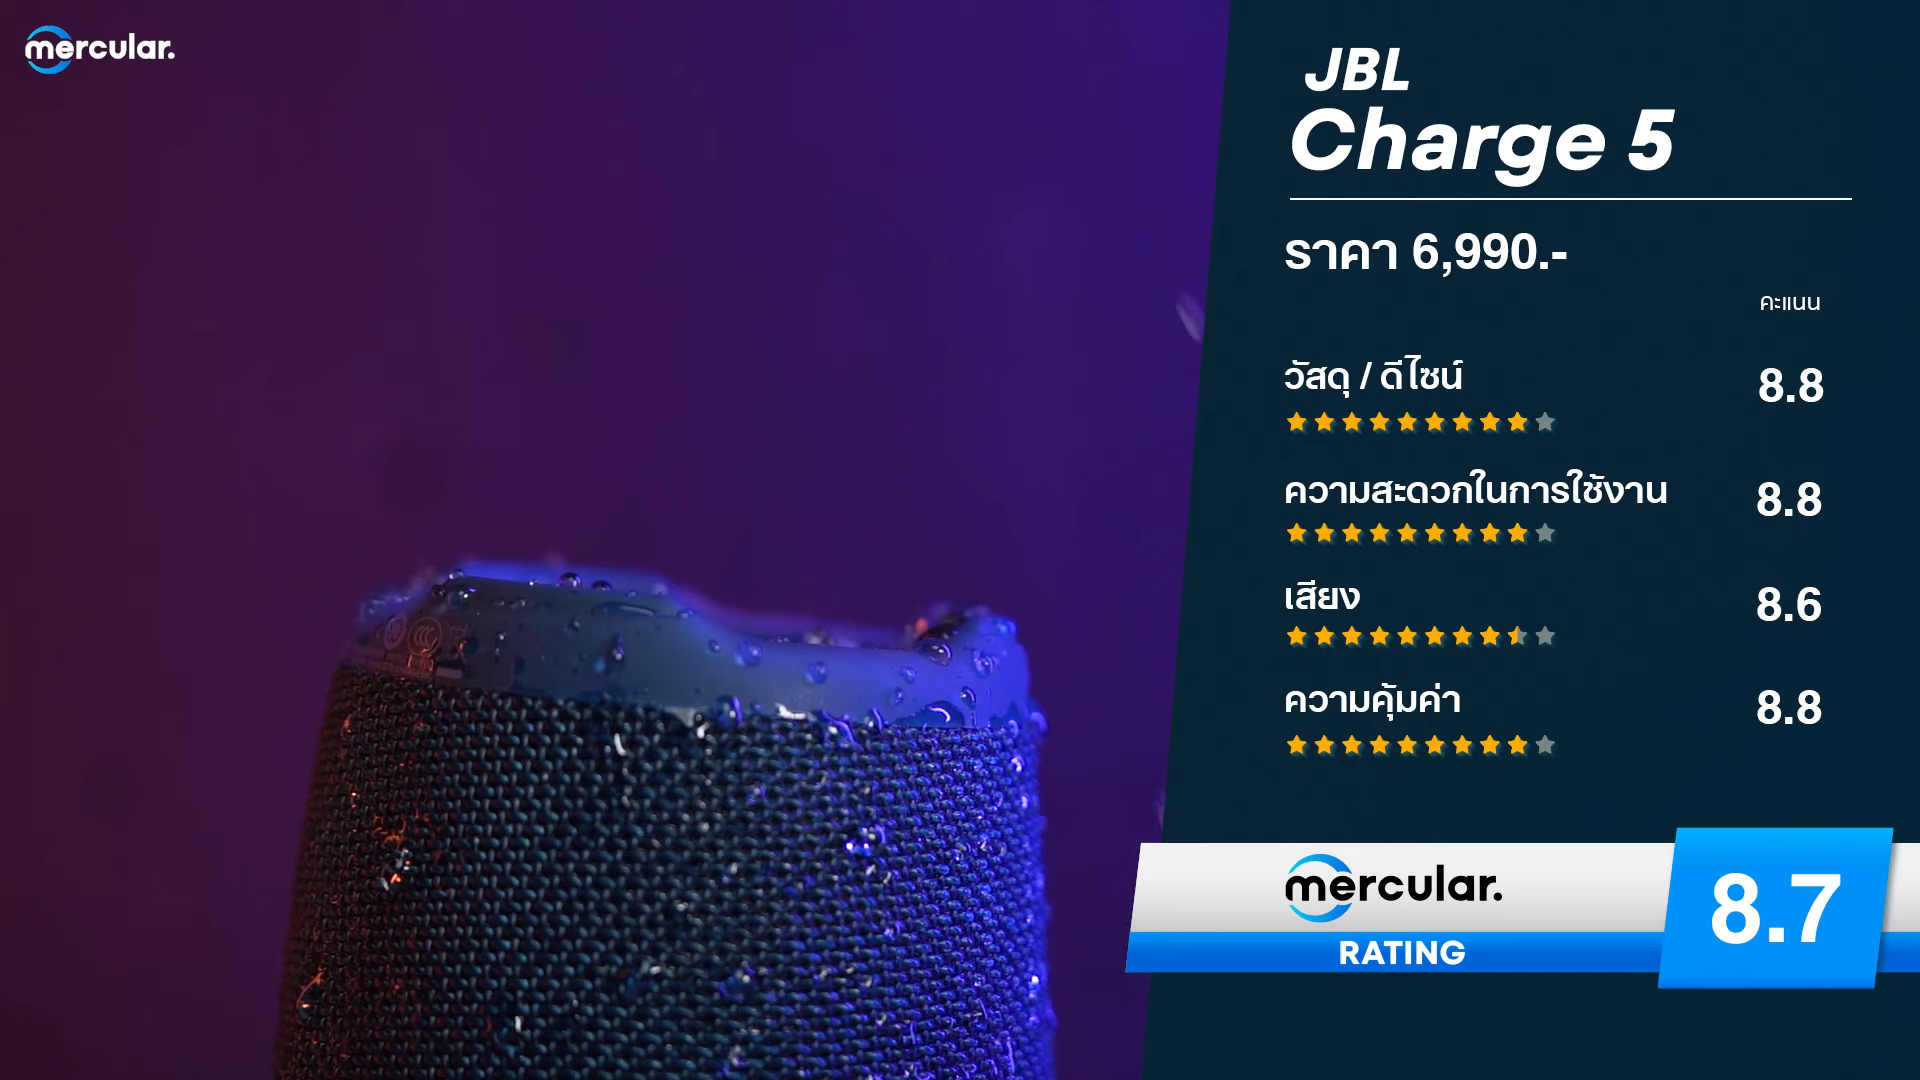 mercular.
JBL
Charge 5
ราคา 6,990.-
คะแนน
วัสดุ / ดีไซน์
8.8
ความสะดวกในการใช้งาน
8.8
เสียง
8.6
ความคุ้มค่า
8.8
mercular.
RATING
8.7